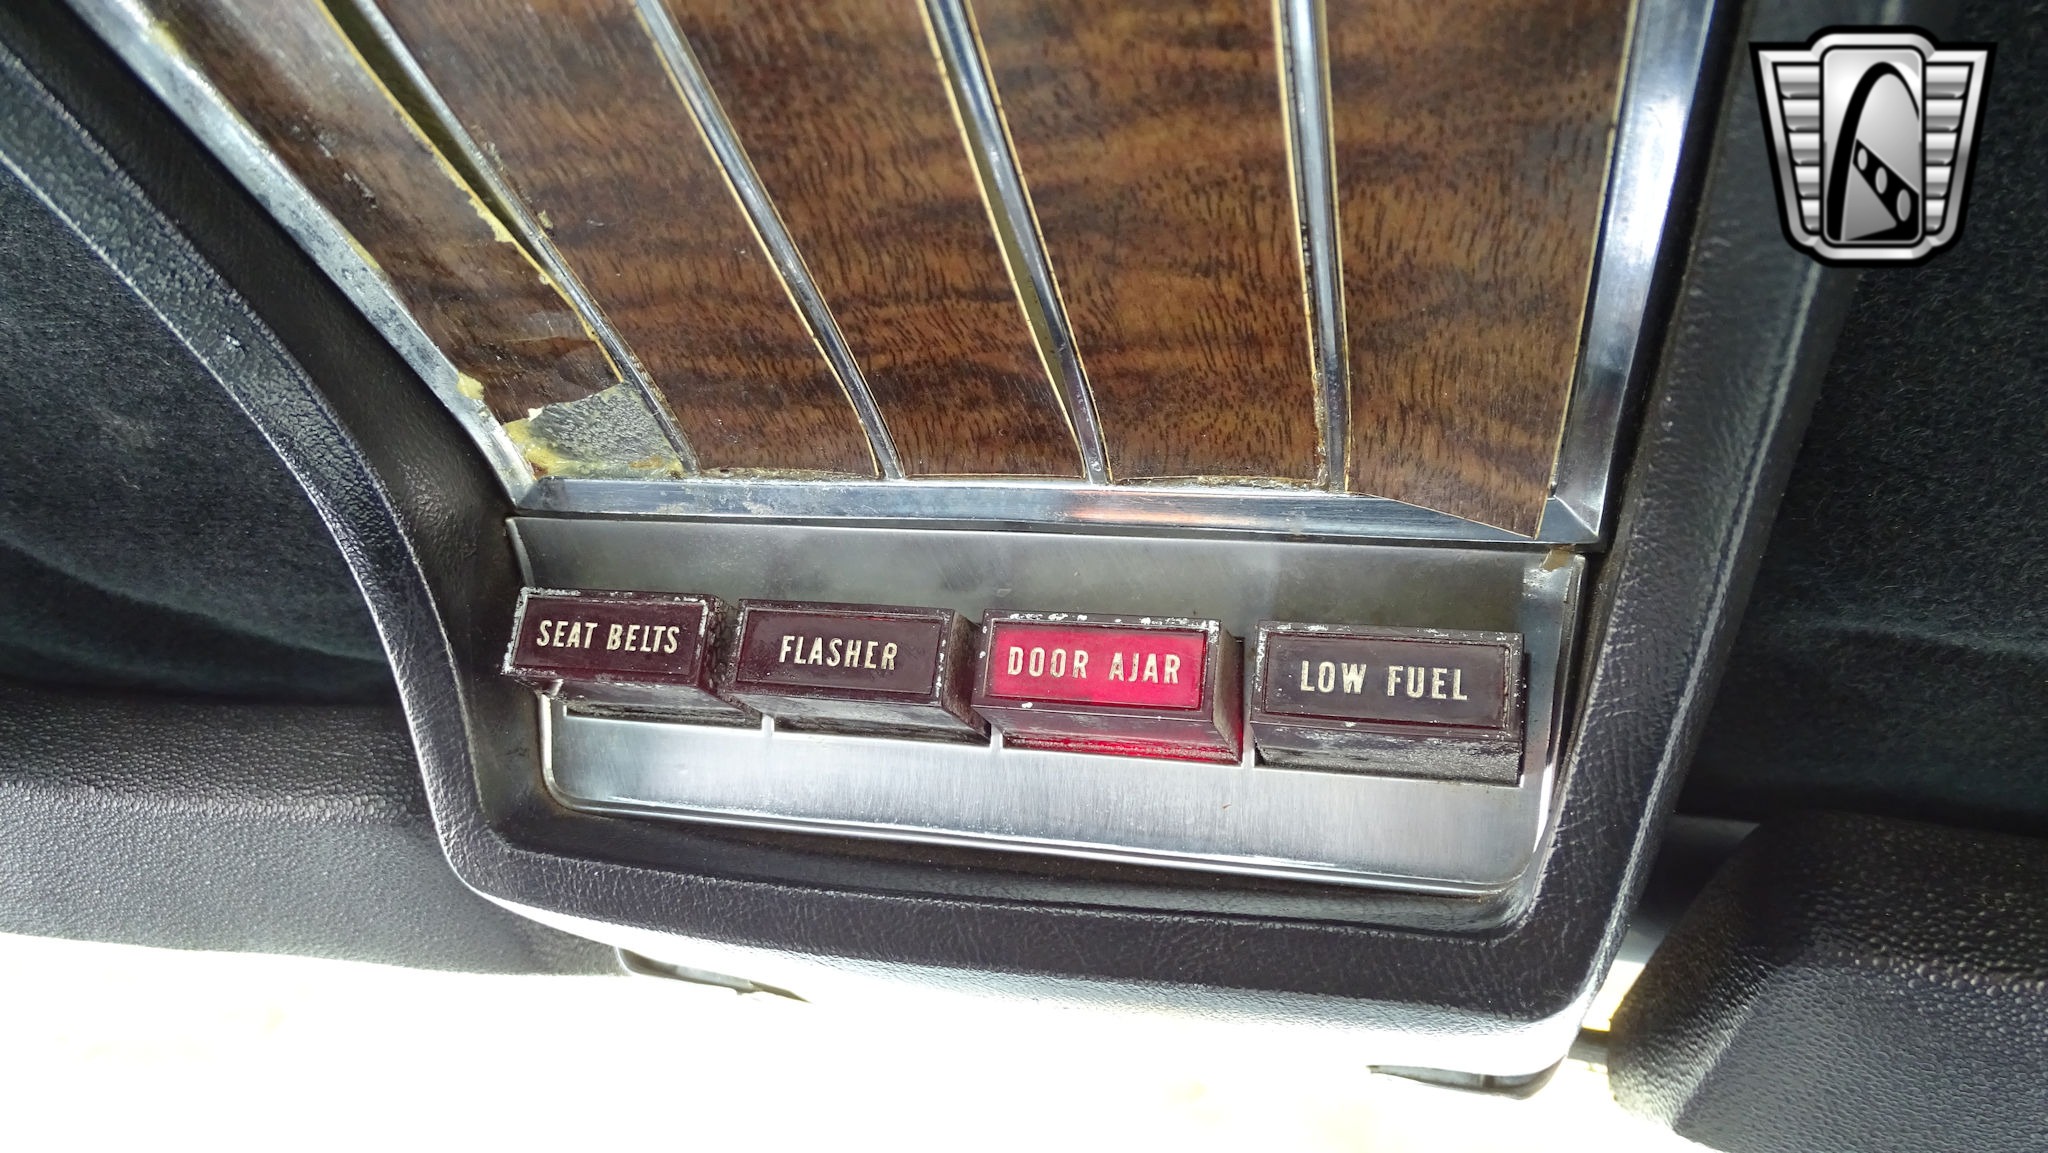 SEAT BELTS
FLASHER
DOOR AJAR
LOW FUEL